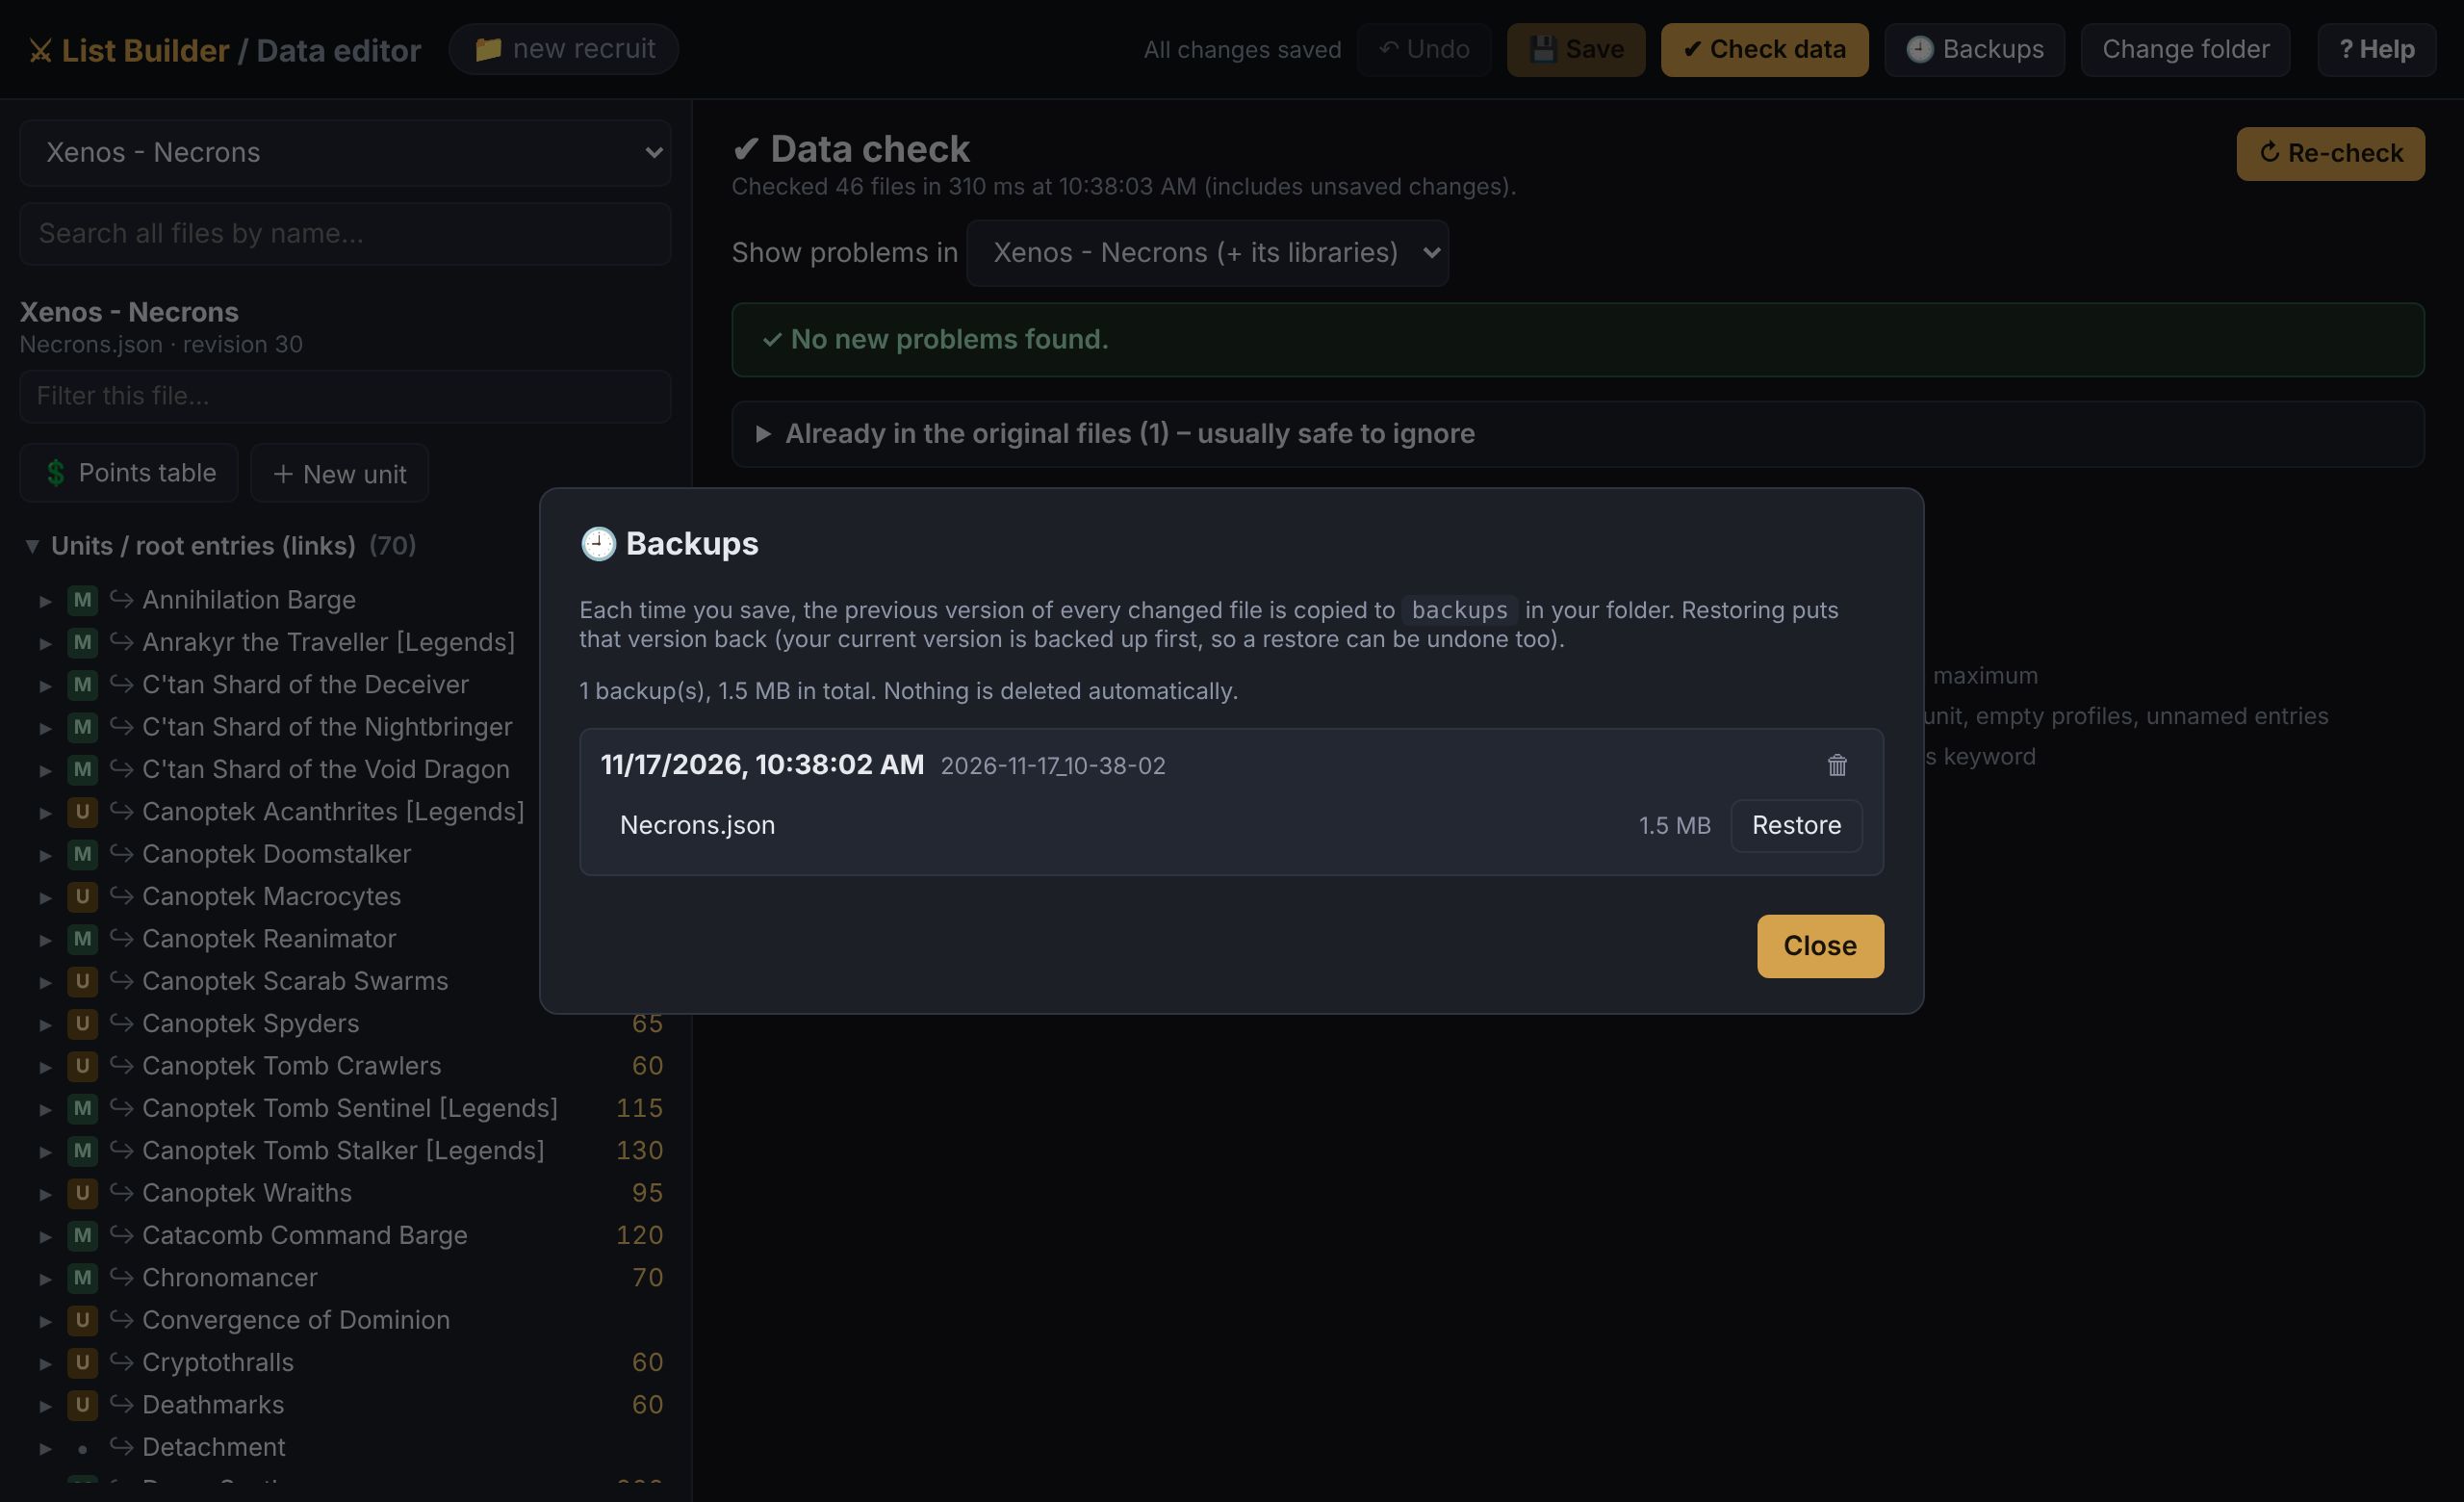 ⚔ List Builder / Data editor
📁 new recruit
All changes saved
↶ Undo
💾 Save
✔ Check data
🕘 Backups
Change folder
? Help
Xenos - Necrons
Search all files by name...
Xenos - Necrons
Necrons.json · revision 30
Filter this file...
💲 Points table
+ New unit
▼ Units / root entries (links) (70)
▶ M ↪ Annihilation Barge
▶ M ↪ Anrakyr the Traveller [Legends]
▶ M ↪ C'tan Shard of the Deceiver
▶ M ↪ C'tan Shard of the Nightbringer
▶ M ↪ C'tan Shard of the Void Dragon
▶ U ↪ Canoptek Acanthrites [Legends]
▶ M ↪ Canoptek Doomstalker
▶ U ↪ Canoptek Macrocytes
▶ M ↪ Canoptek Reanimator
▶ U ↪ Canoptek Scarab Swarms
▶ U ↪ Canoptek Spyders 65
▶ U ↪ Canoptek Tomb Crawlers 60
▶ M ↪ Canoptek Tomb Sentinel [Legends] 115
▶ M ↪ Canoptek Tomb Stalker [Legends] 130
▶ U ↪ Canoptek Wraiths 95
▶ M ↪ Catacomb Command Barge 120
▶ M ↪ Chronomancer 70
▶ U ↪ Convergence of Dominion
▶ U ↪ Cryptothralls 60
▶ U ↪ Deathmarks 60
▶ • ↪ Detachment
✔ Data check
Checked 46 files in 310 ms at 10:38:03 AM (includes unsaved changes).
↻ Re-check
Show problems in Xenos - Necrons (+ its libraries)
✓ No new problems found.
▶ Already in the original files (1) – usually safe to ignore
maximum
unit, empty profiles, unnamed entries
s keyword
🕘 Backups
Each time you save, the previous version of every changed file is copied to backups in your folder. Restoring puts
that version back (your current version is backed up first, so a restore can be undone too).
1 backup(s), 1.5 MB in total. Nothing is deleted automatically.
11/17/2026, 10:38:02 AM 2026-11-17_10-38-02
Necrons.json 1.5 MB Restore
Close